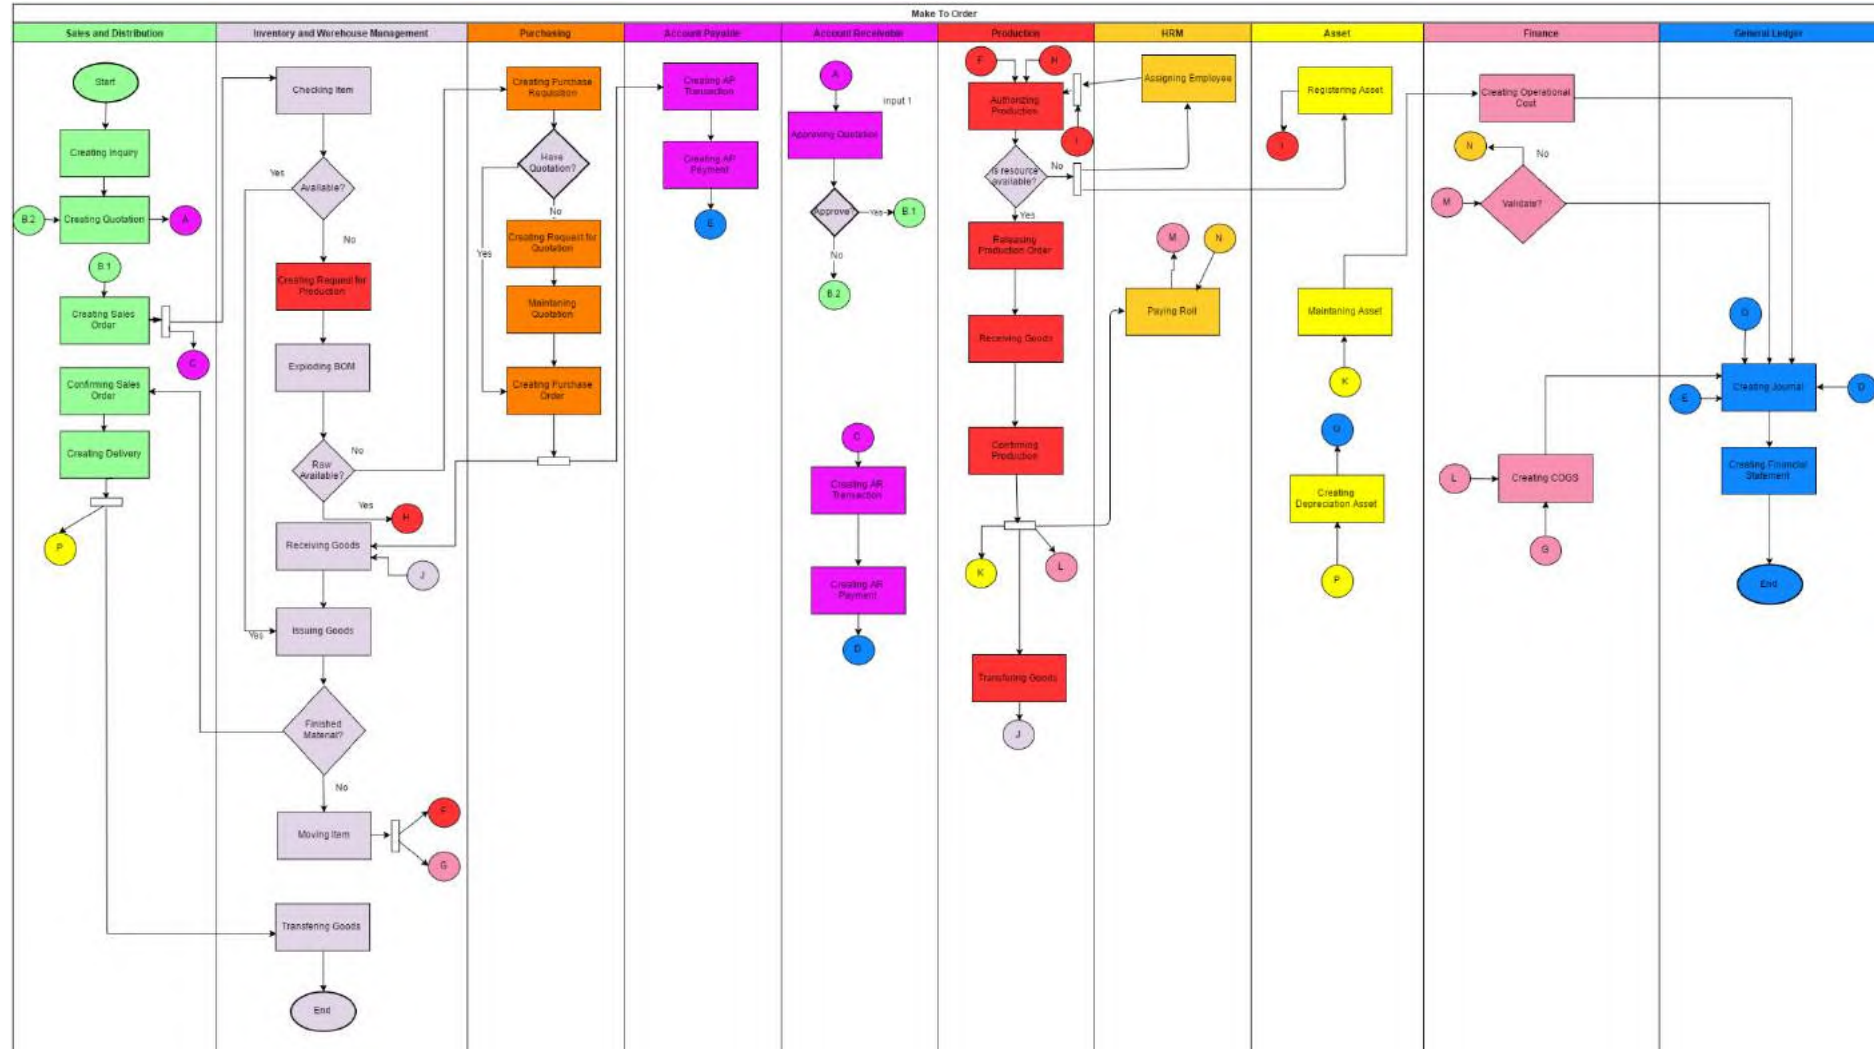 Make To Order
Sales and Distribution
Inventory and Warehouse Management
Purchasing
Account Payable
Account Receivable
Production
HRM
Asset
Finance
General Ledger
Start
Creating Inquiry
B.2
Creating Quotation
A
B.1
Creating Sales
Order
C
Confirming Sales
Order
Creating Delivery
P
Checking Item
Yes
Available?
No
Creating Request for
Production
Exploding BOM
No
Raw
Available?
Yes
H
Receiving Goods
J
Issuing Goods
Yes
Finished
Material?
No
Moving Item
F
G
Transfering Goods
End
Creating Purchase
Requisition
Have
Quotation?
No
Yes
Creating Request for
Quotation
Maintaning
Quotation
Creating Purchase
Order
Creating AP
Transaction
Creating AP
Payment
E
A
input 1
Approving Quotation
Approve?
Yes
B.1
No
B.2
Creating AR
Transaction
Creating AR
Payment
D
F
H
Authorizing
Production
I
Is resource
available?
No
Yes
Releasing
Production Order
Receiving Goods
Confirming
Production
K
L
Transfering Goods
J
Assigning Employee
M
N
Paying Roll
Registering Asset
I
Maintaning Asset
K
Creating
Depreciation Asset
P
Creating Operational
Cost
N
No
M
Validate?
L
Creating COGS
G
Creating Journal
E
D
Creating Financial
Statement
End